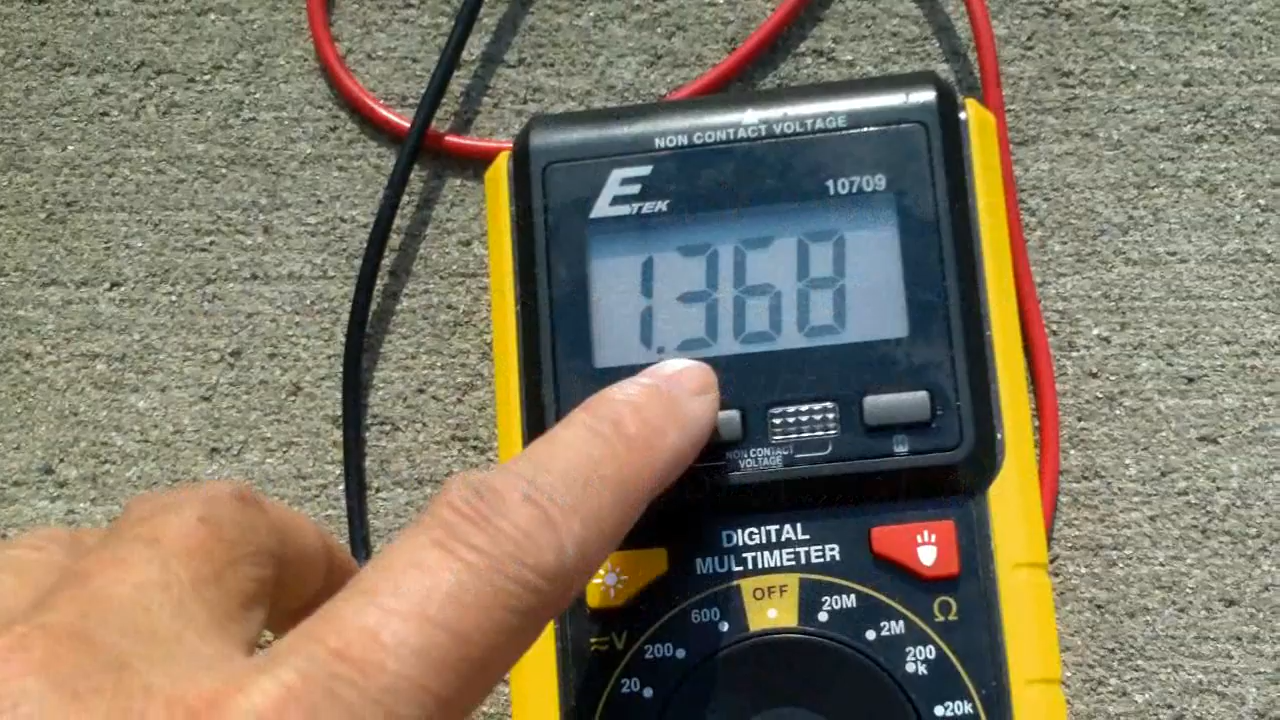 NON CONTACT VOLTAGE
ETEK
10709
1.368
NON CONTACT
VOLTAGE
DIGITAL
MULTIMETER
OFF
600
20M
Ω
≂V
200
2M
200
k
20
20k